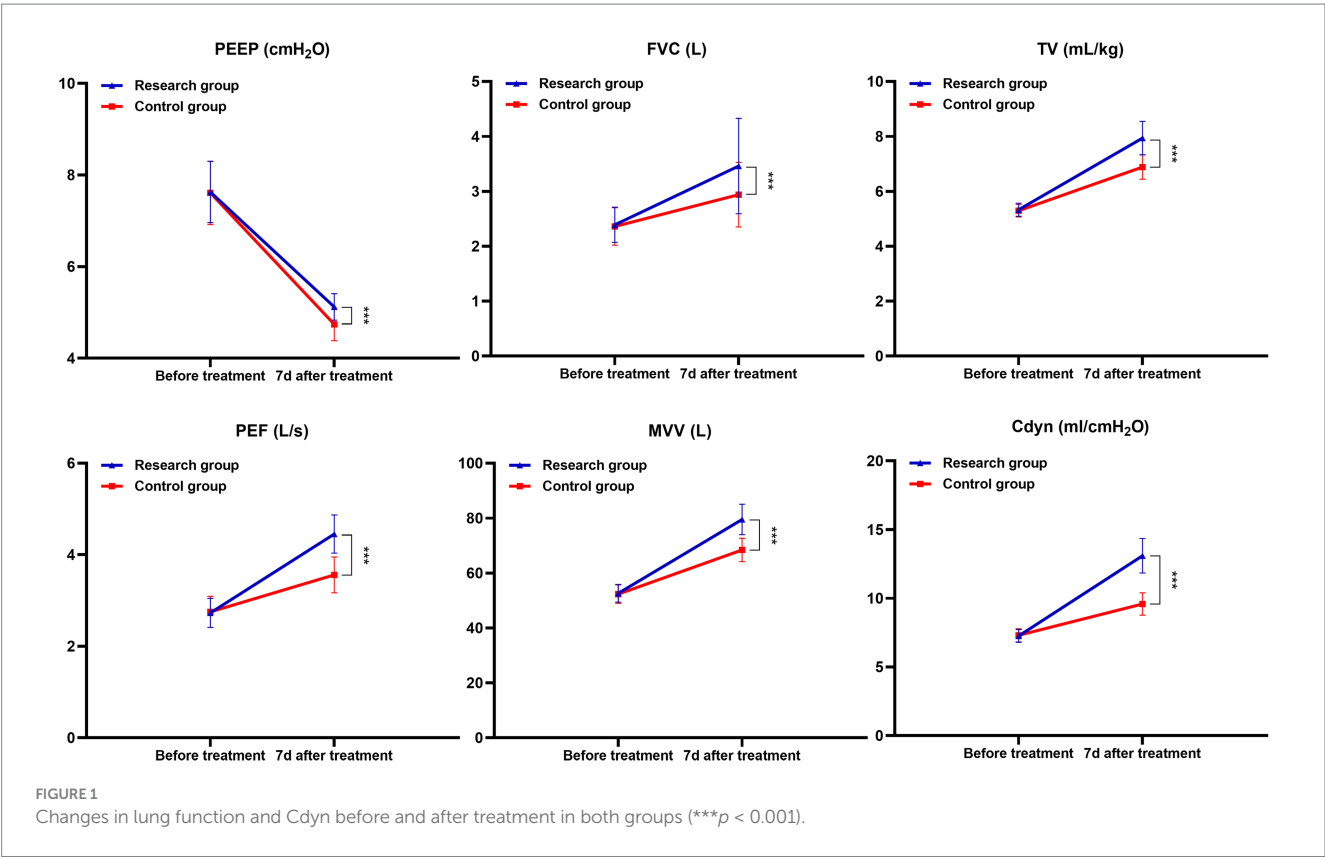 PEEP (cmH₂O)
Research group
Control group
10
8
6
4
Before treatment
7d after treatment
***
FVC (L)
Research group
Control group
5
4
3
2
1
0
Before treatment
7d after treatment
***
TV (mL/kg)
Research group
Control group
10
8
6
4
2
0
Before treatment
7d after treatment
***
PEF (L/s)
Research group
Control group
6
4
2
0
Before treatment
7d after treatment
***
MVV (L)
Research group
Control group
100
80
60
40
20
0
Before treatment
7d after treatment
***
Cdyn (ml/cmH₂O)
Research group
Control group
20
15
10
5
0
Before treatment
7d after treatment
***
FIGURE 1
Changes in lung function and Cdyn before and after treatment in both groups (***p < 0.001).